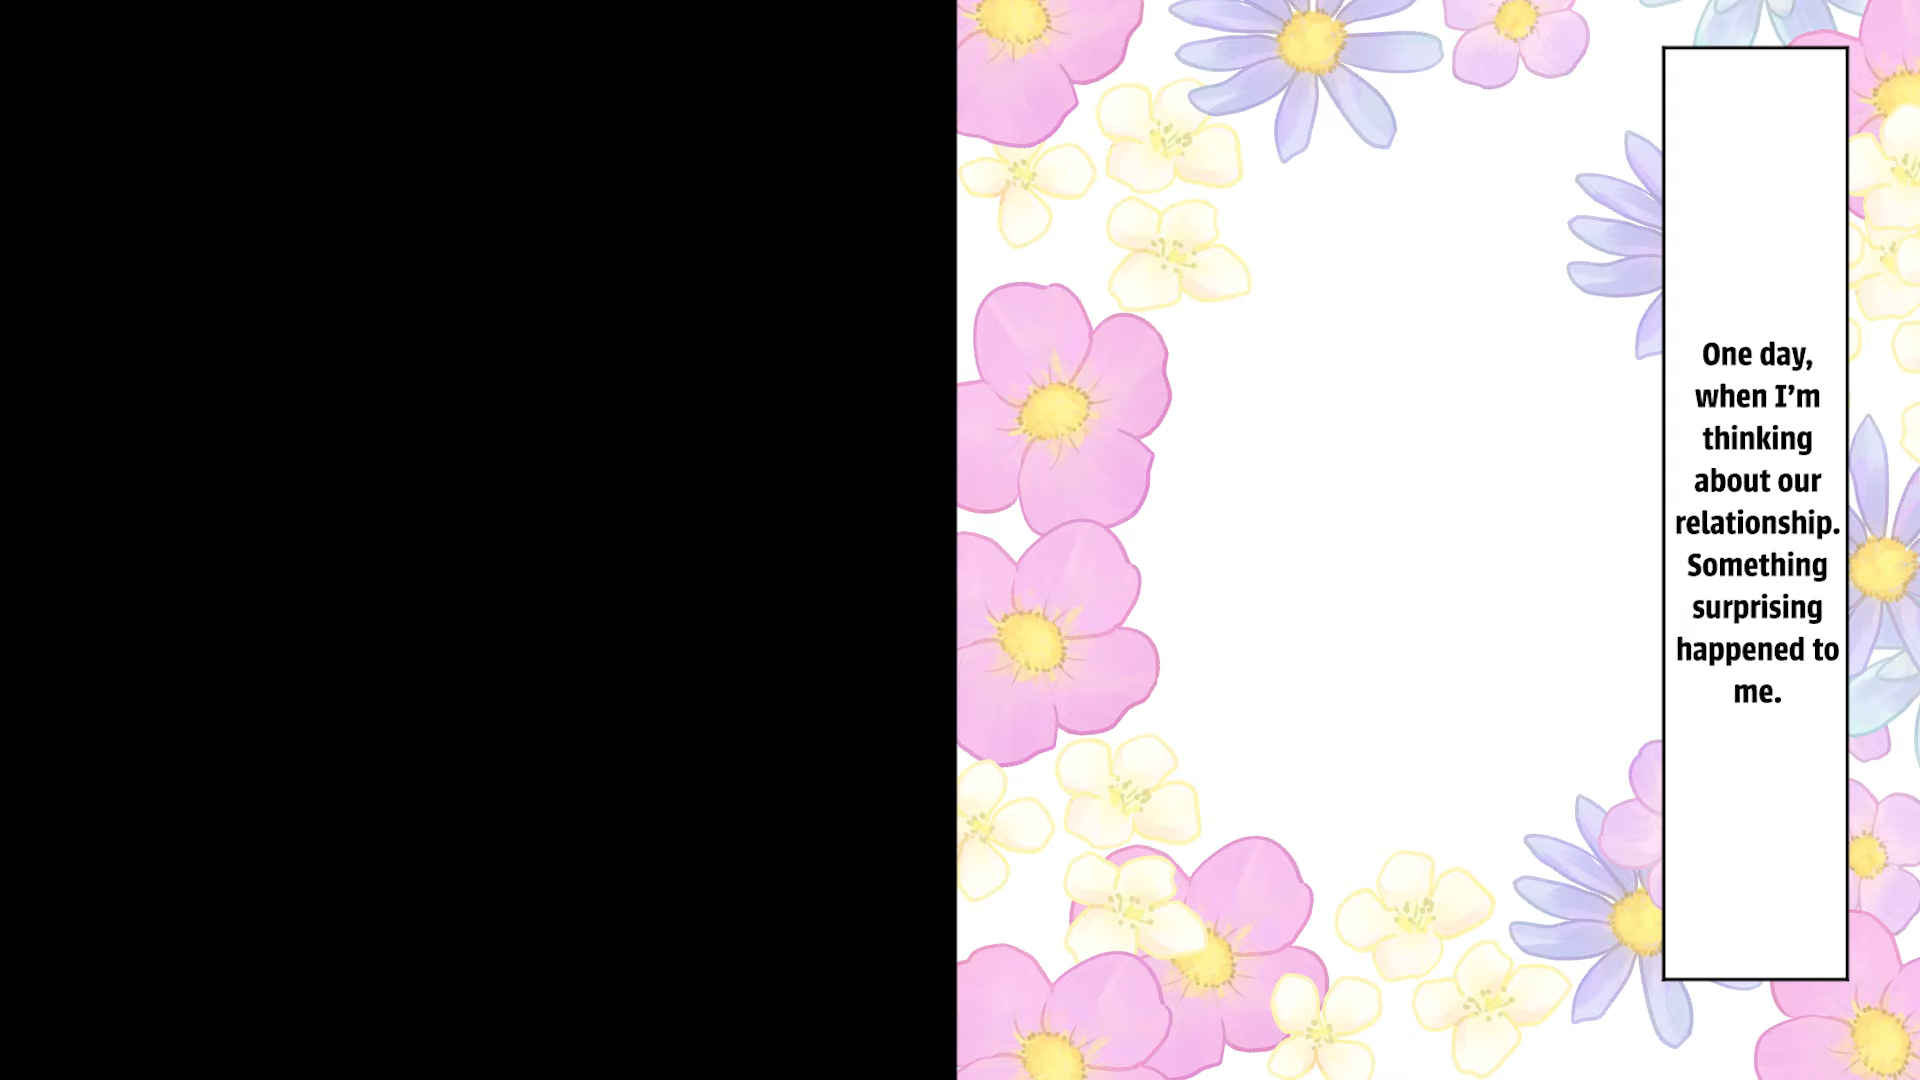 One day,
when I'm
thinking
about our
relationship.
Something
surprising
happened to
me.